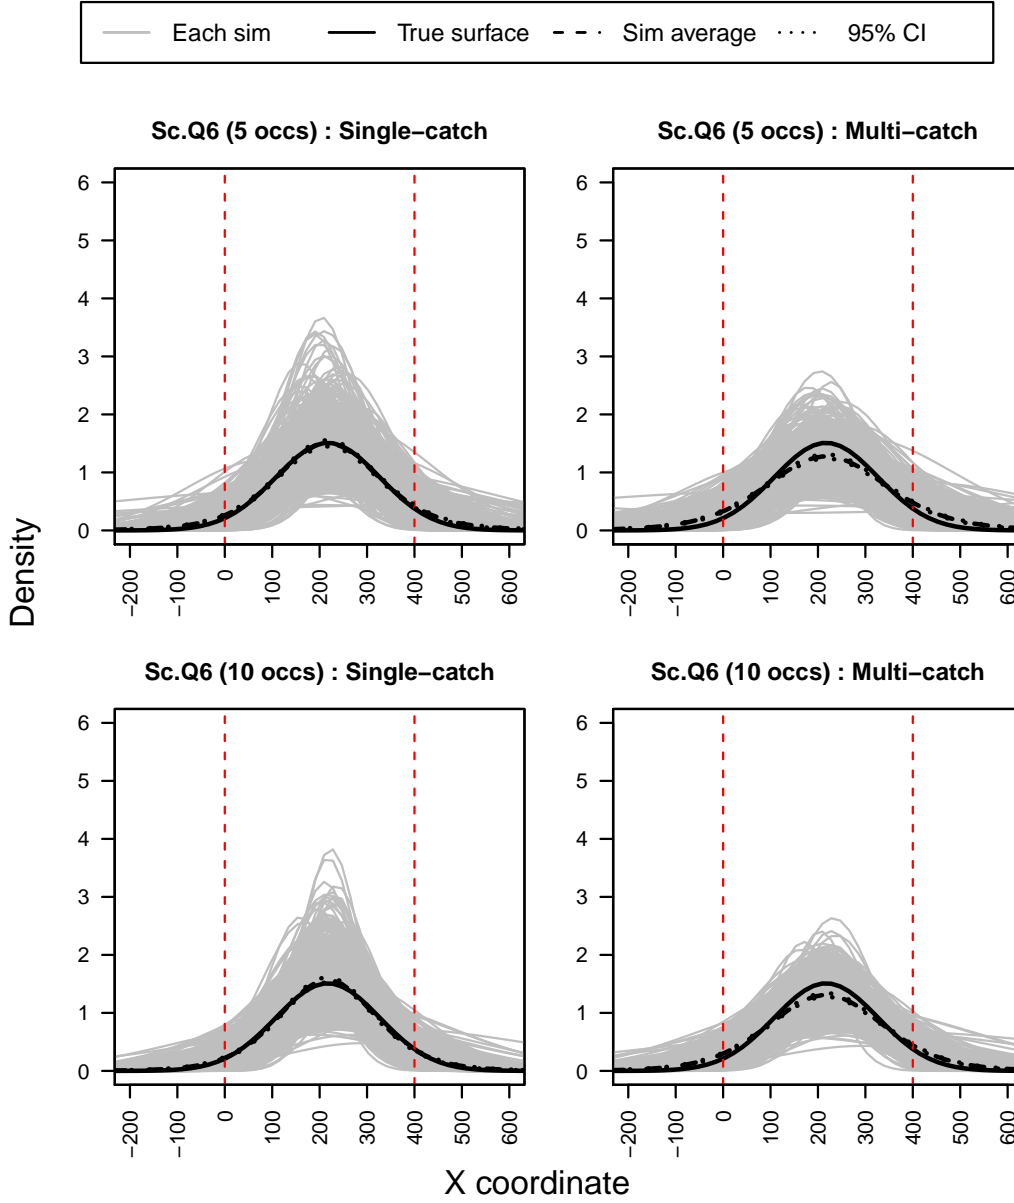 Each sim True surface Sim average 95% CI
Sc.Q6 (5 occs) : Single−catch
Sc.Q6 (5 occs) : Multi−catch
6
5
4
3
2
1
0
−200 −100 0 100 200 300 400 500 600
6
5
4
3
2
1
0
−200 −100 0 100 200 300 400 500 600
Density
Sc.Q6 (10 occs) : Single−catch
Sc.Q6 (10 occs) : Multi−catch
6
5
4
3
2
1
0
−200 −100 0 100 200 300 400 500 600
6
5
4
3
2
1
0
−200 −100 0 100 200 300 400 500 600
X coordinate